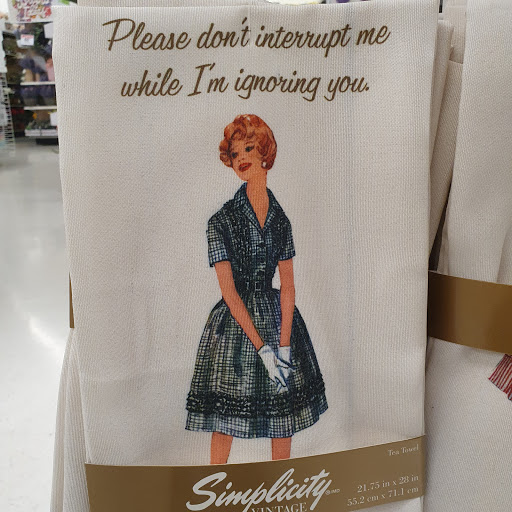 Please don't interrupt me
while I'm ignoring you.
Tea Towel
Simplicity
VINTAGE
21.75 in x 28 in
55.2 cm x 71.1 cm